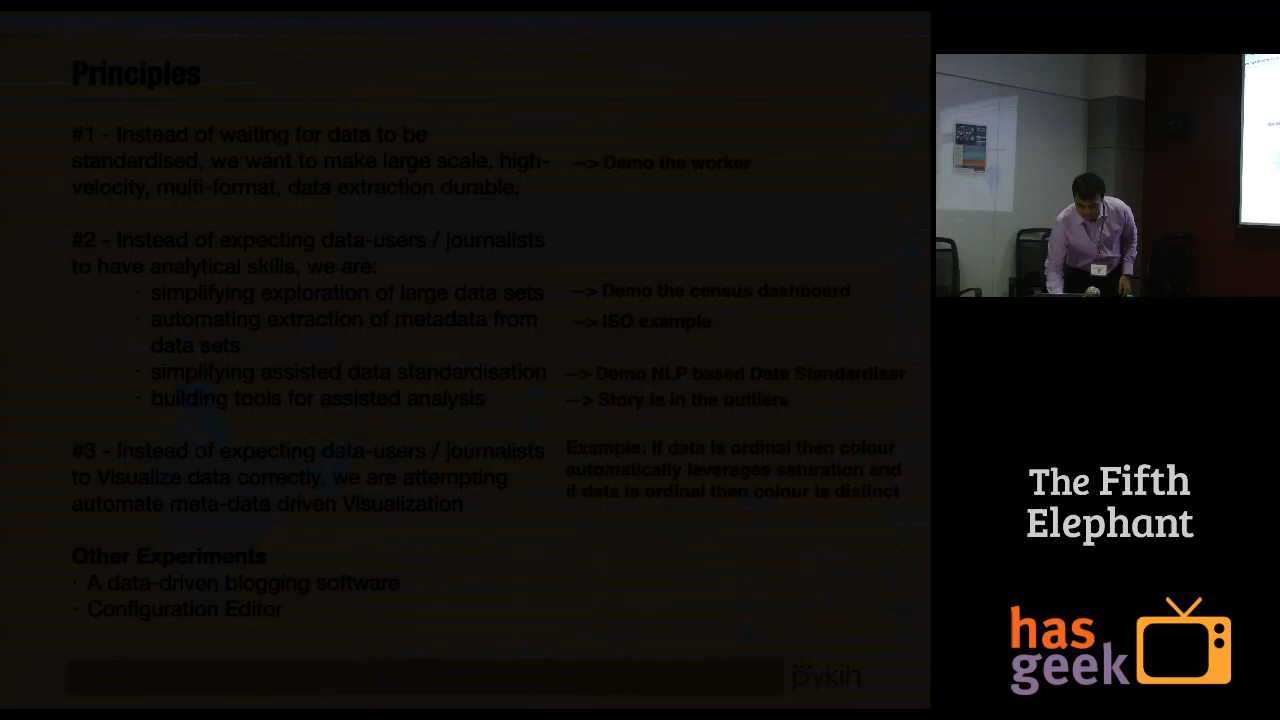 Principles
#1 - Instead of waiting for data to be
standardised, we want to make large scale, high-
velocity, multi-format, data extraction durable.
--> Demo the worker
#2 - Instead of expecting data-users / journalists
to have analytical skills, we are:
· simplifying exploration of large data sets
--> Demo the census dashboard
· automating extraction of metadata from
data sets
--> ISO example
· simplifying assisted data standardisation
--> Demo NLP based Data Standardiser
· building tools for assisted analysis
--> Story is in the outliers
#3 - Instead of expecting data-users / journalists
to Visualize data correctly, we are attempting
automate meta-data driven Visualization
Example: If data is ordinal then colour
automatically leverages saturation and
if data is ordinal then colour is distinct
Other Experiments
· A data-driven blogging software
· Configuration Editor
pykih
The Fifth
Elephant
has
geek